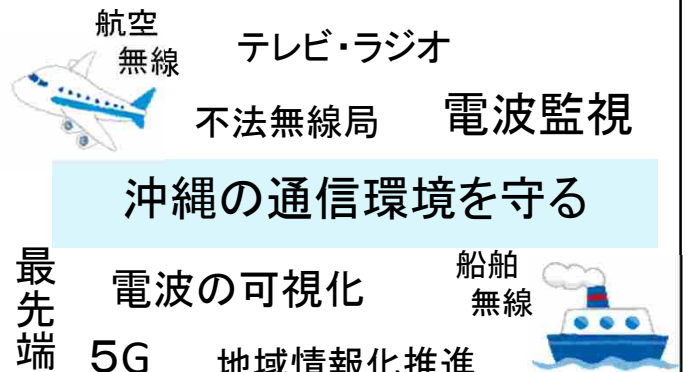 航空
無線
テレビ・ラジオ
不法無線局
電波監視
沖縄の通信環境を守る
最先端
電波の可視化
船舶
無線
５G
地域情報化推進